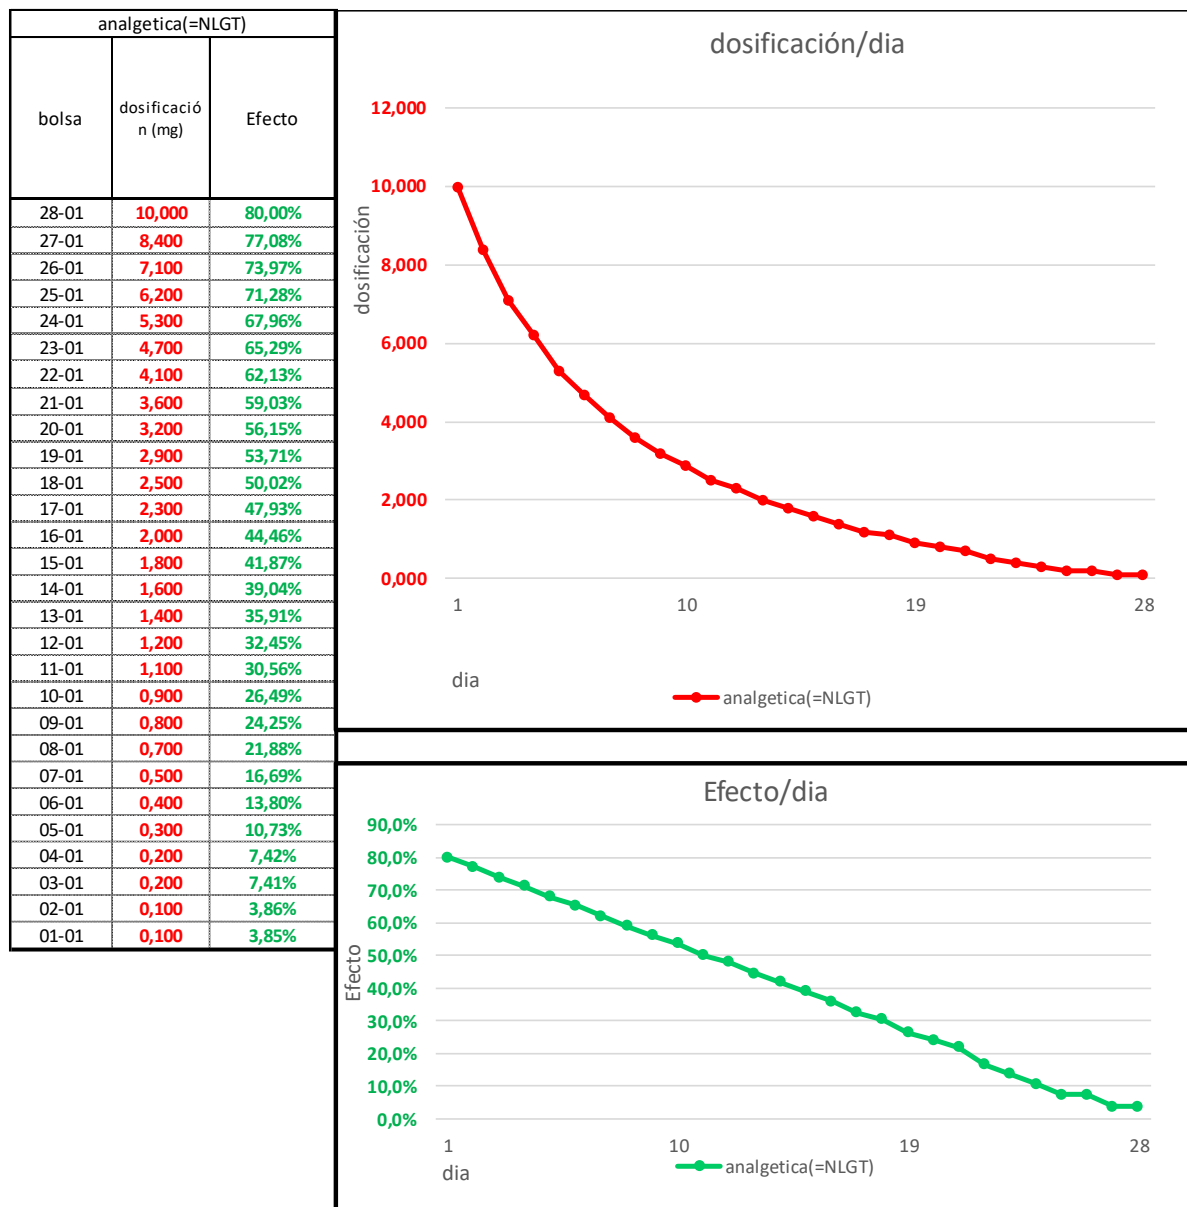 analgetica(=NLGT)
bolsa dosificació Efecto
n (mg)
28-01 10,000 80,00%
27-01 8,400 77,08%
26-01 7,100 73,97%
25-01 6,200 71,28%
24-01 5,300 67,96%
23-01 4,700 65,29%
22-01 4,100 62,13%
21-01 3,600 59,03%
20-01 3,200 56,15%
19-01 2,900 53,71%
18-01 2,500 50,02%
17-01 2,300 47,93%
16-01 2,000 44,46%
15-01 1,800 41,87%
14-01 1,600 39,04%
13-01 1,400 35,91%
12-01 1,200 32,45%
11-01 1,100 30,56%
10-01 0,900 26,49%
09-01 0,800 24,25%
08-01 0,700 21,88%
07-01 0,500 16,69%
06-01 0,400 13,80%
05-01 0,300 10,73%
04-01 0,200 7,42%
03-01 0,200 7,41%
02-01 0,100 3,86%
01-01 0,100 3,85%
dosificación/dia
12,000
10,000
8,000
6,000
4,000
2,000
0,000
dosificación
1 10 19 28
dia
analgetica(=NLGT)
Efecto/dia
90,0%
80,0%
70,0%
60,0%
50,0%
40,0%
30,0%
20,0%
10,0%
0,0%
Efecto
1 10 19 28
dia
analgetica(=NLGT)